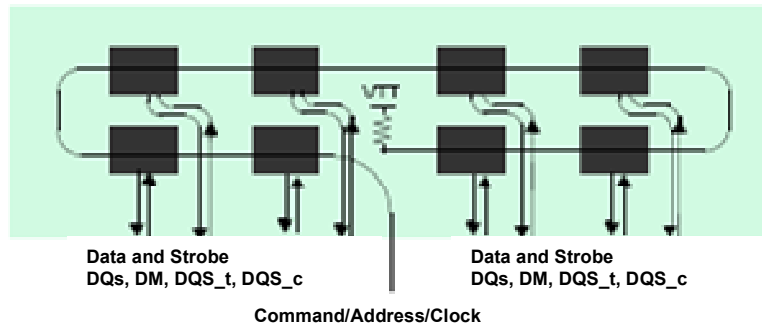 VTT
Data and Strobe
DQs, DM, DQS_t, DQS_c
Data and Strobe
DQs, DM, DQS_t, DQS_c
Command/Address/Clock